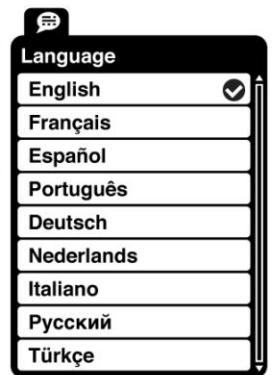 Language
English
Français
Español
Português
Deutsch
Nederlands
Italiano
Русский
Türkçe